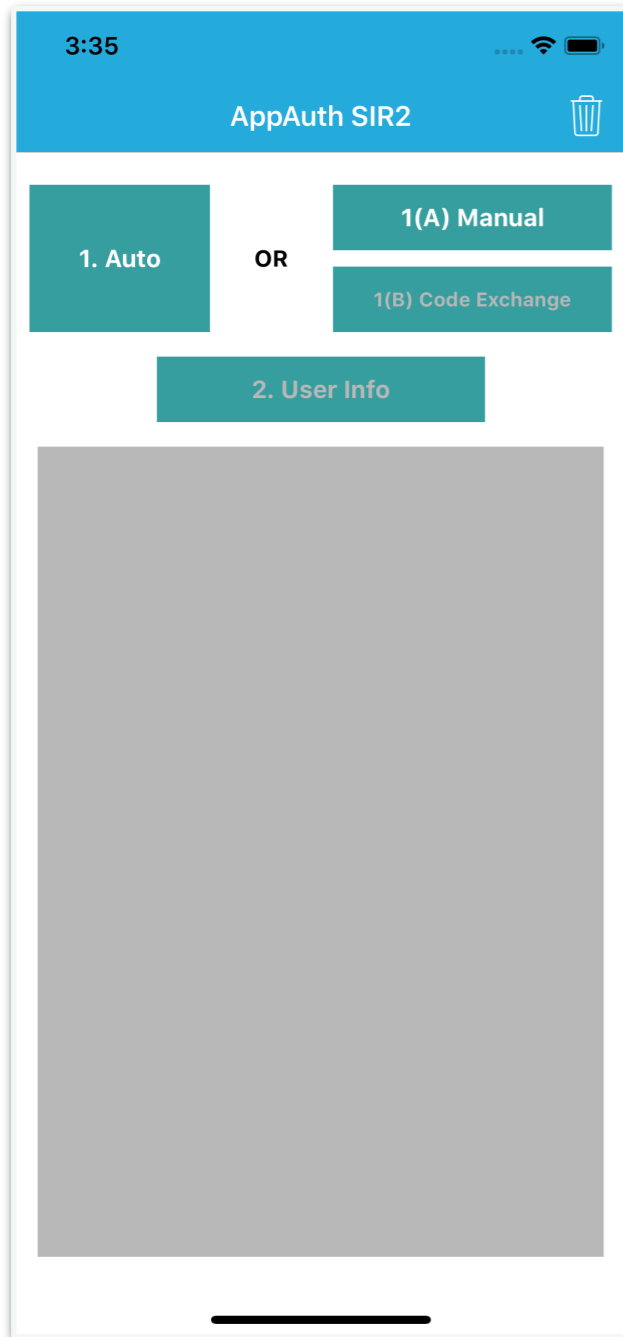 3:35
AppAuth SIR2
1. Auto
OR
1(A) Manual
1(B) Code Exchange
2. User Info